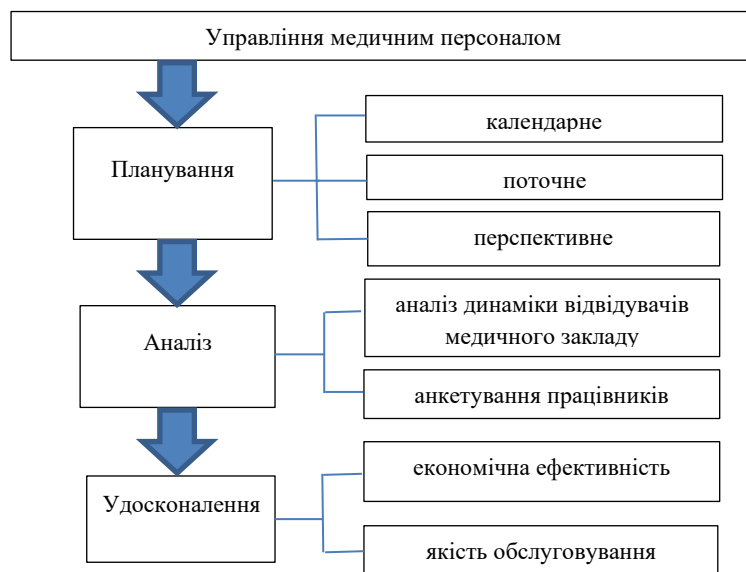 Управління медичним персоналом
Планування
календарне
поточне
перспективне
Аналіз
аналіз динаміки відвідувачів
медичного закладу
анкетування працівників
Удосконалення
економічна ефективність
якість обслуговування